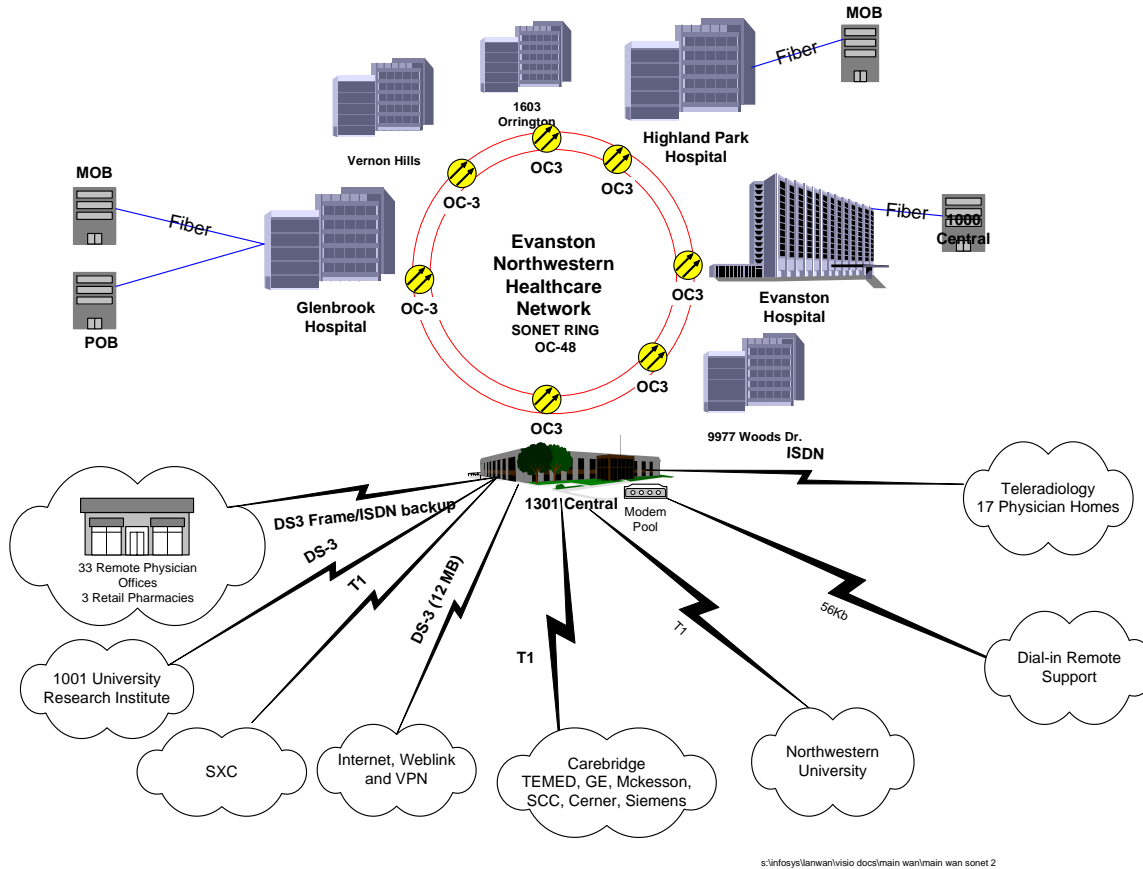 MOB
Fiber
1603
Orrington
Highland Park
Hospital
Vernon Hills
OC3
OC3
OC-3
MOB
Fiber
POB
Glenbrook
Hospital
OC-3
Evanston
Northwestern
Healthcare
Network
SONET RING
OC-48
OC3
Fiber
1000
Central
Evanston
Hospital
OC3
OC3
9977 Woods Dr.
ISDN
1301 Central
Modem
Pool
Teleradiology
17 Physician Homes
DS3 Frame/ISDN backup
33 Remote Physician
Offices
3 Retail Pharmacies
DS-3
T1
DS-3 (12 MB)
T1
T1
56Kb
1001 University
Research Institute
SXC
Internet, Weblink
and VPN
Carebridge
TEMED, GE, Mckesson,
SCC, Cerner, Siemens
Northwestern
University
Dial-in Remote
Support
s:\infosys\lanwan\visio docs\main wan\main wan sonet 2